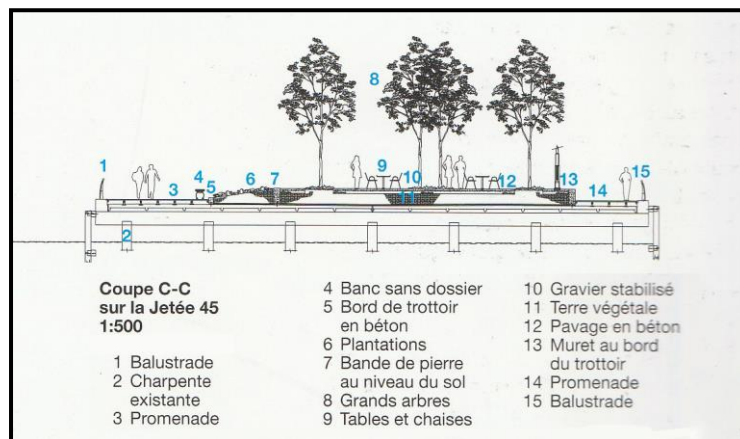 8
1
9
15
4
10
3
5
6
7
12
13
14
11
2
Coupe C-C
sur la Jetée 45
1:500
1 Balustrade
2 Charpente
existante
3 Promenade
4 Banc sans dossier
5 Bord de trottoir
en béton
6 Plantations
7 Bande de pierre
au niveau du sol
8 Grands arbres
9 Tables et chaises
10 Gravier stabilisé
11 Terre végétale
12 Pavage en béton
13 Muret au bord
du trottoir
14 Promenade
15 Balustrade